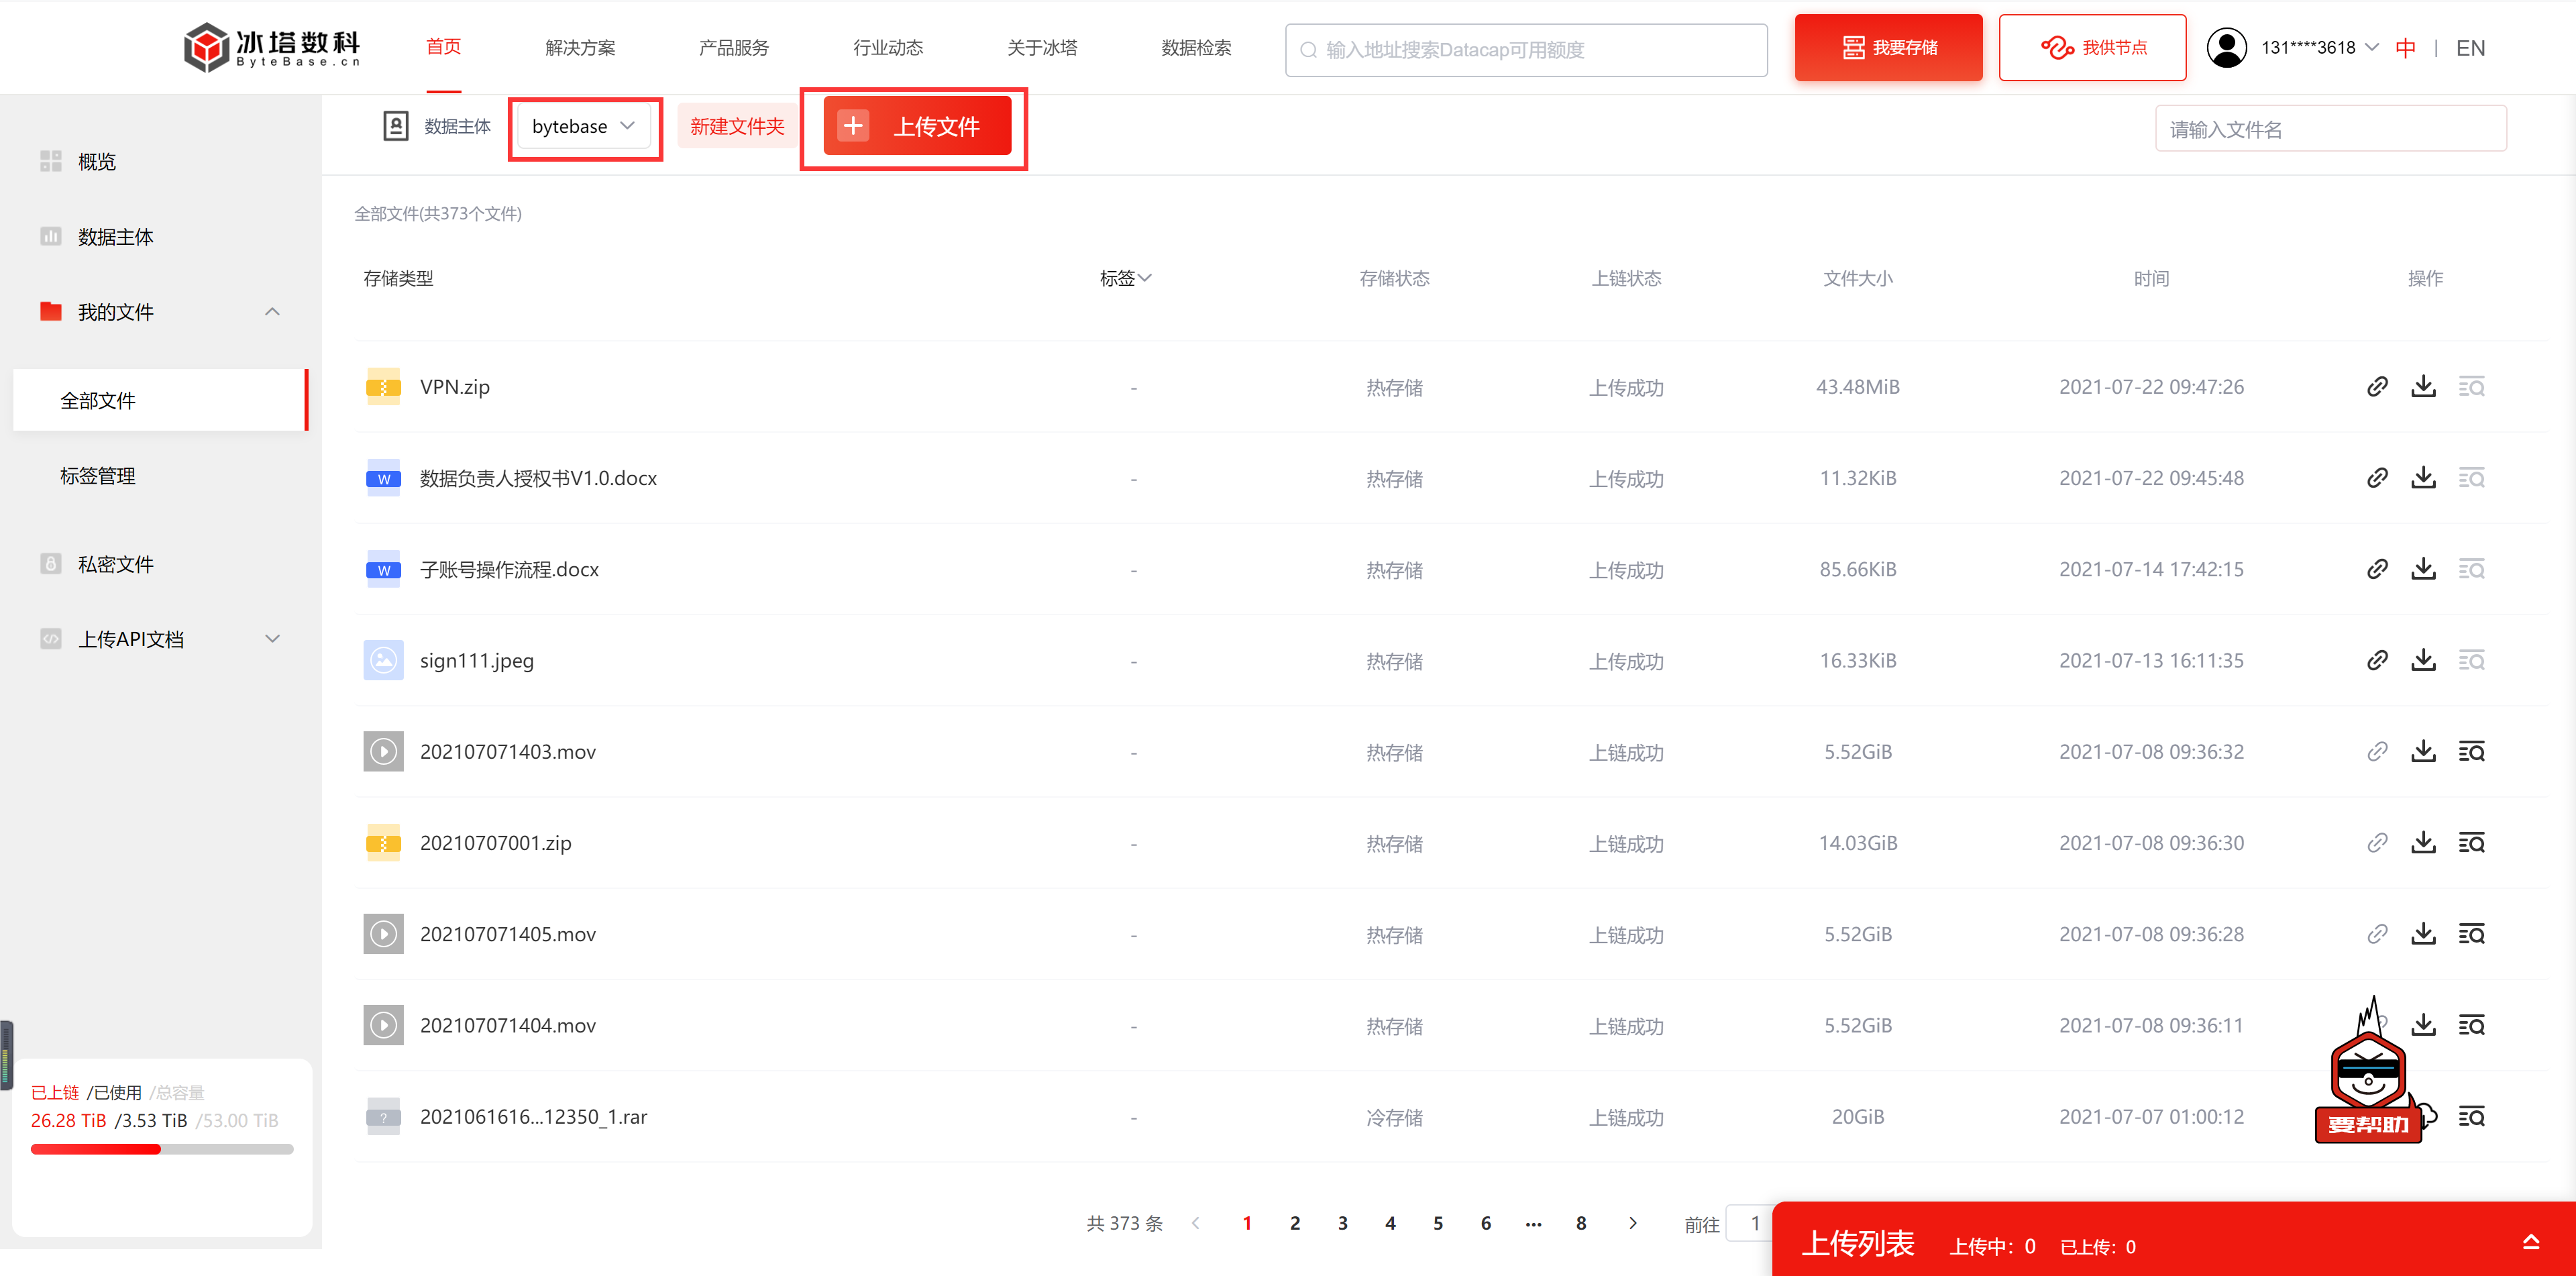 冰塔数科
ByteBase.cn
首页 解决方案 产品服务 行业动态 关于冰塔 数据检索
输入地址搜索Datacap可用额度
我要存储
我供节点
131****3618 中 | EN
概览
数据主体
我的文件
全部文件
标签管理
私密文件
上传API文档
已上链 /已使用 /总容量
26.28 TiB /3.53 TiB /53.00 TiB
数据主体 bytebase 新建文件夹 上传文件
请输入文件名
全部文件(共373个文件)
存储类型 标签 存储状态 上链状态 文件大小 时间 操作
VPN.zip - 热存储 上传成功 43.48MiB 2021-07-22 09:47:26
W 数据负责人授权书V1.0.docx - 热存储 上传成功 11.32KiB 2021-07-22 09:45:48
W 子账号操作流程.docx - 热存储 上传成功 85.66KiB 2021-07-14 17:42:15
sign111.jpeg - 热存储 上传成功 16.33KiB 2021-07-13 16:11:35
202107071403.mov - 热存储 上链成功 5.52GiB 2021-07-08 09:36:32
20210707001.zip - 热存储 上链成功 14.03GiB 2021-07-08 09:36:30
202107071405.mov - 热存储 上链成功 5.52GiB 2021-07-08 09:36:28
202107071404.mov - 热存储 上链成功 5.52GiB 2021-07-08 09:36:11
? 2021061616...12350_1.rar - 冷存储 上链成功 20GiB 2021-07-07 01:00:12
要帮助
共 373 条 1 2 3 4 5 6 ... 8 前往 1
上传列表 上传中: 0 已上传: 0